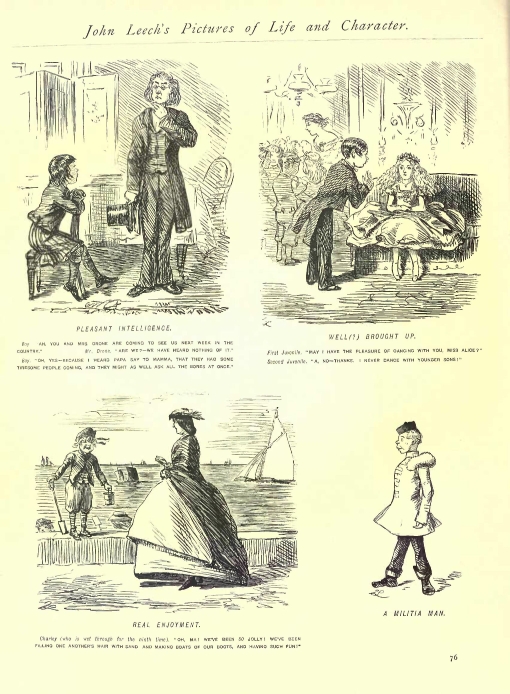 John Leech's Pictures of Life and Character.
PLEASANT INTELLIGENCE.
Boy. "AH, YOU AND MISS DRONE ARE COMING TO SEE US NEXT WEEK IN THE
COUNTRY." Mr. Drone. "ARE WE?—WE HAVE HEARD NOTHING OF IT."
Boy. "OH, YES—BECAUSE I HEARD PAPA SAY TO MAMMA, THAT THEY HAD SOME
TIRESOME PEOPLE COMING, AND THEY MIGHT AS WELL ASK ALL THE BORES AT ONCE."
WELL(?) BROUGHT UP.
First Juvenile. "MAY I HAVE THE PLEASURE OF DANCING WITH YOU, MISS ALICE?"
Second Juvenile. "A, NO—THANKS. I NEVER DANCE WITH YOUNGER SONS!"
REAL ENJOYMENT.
Charley (who is wet through for the ninth time). "OH, MA! WE'VE BEEN SO JOLLY! WE'VE BEEN
FILLING ONE ANOTHER'S HAIR WITH SAND AND MAKING BOATS OF OUR BOOTS, AND HAVING SUCH FUN!"
A MILITIA MAN.
76